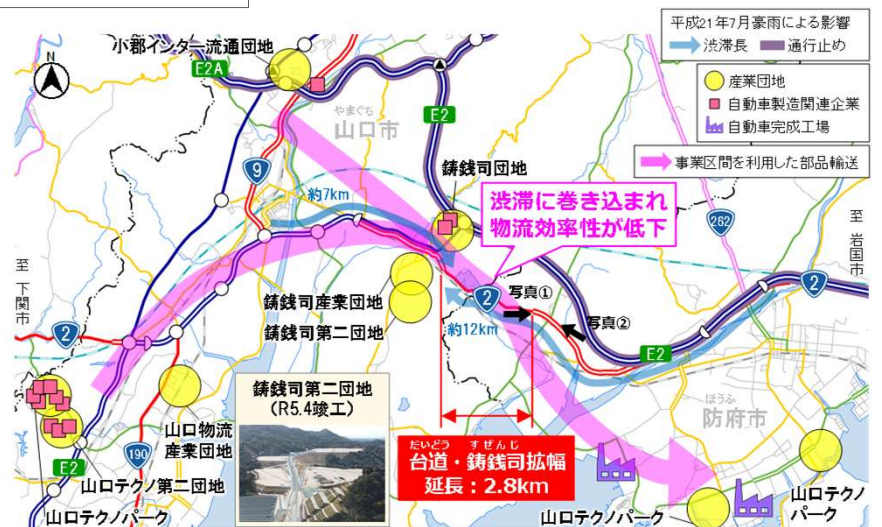 平成21年7月豪雨による影響
渋滞長
通行止め
産業団地
自動車製造関連企業
自動車完成工場
事業区間を利用した部品輸送
小郡インター流通団地
E2A
N
やまぐち
山口市
E2
9
鋳銭司団地
約7km
渋滞に巻き込まれ
物流効率性が低下
262
至 岩国市
至 下関市
2
鋳銭司産業団地
鋳銭司第二団地
2
写真①
写真②
2
約12km
E2
鋳銭司第二団地
(R5.4竣工)
ほうふ
防府市
山口物流
産業団地
だいどう すぜんじ
台道・鋳銭司拡幅
延長：2.8km
E2
190
山口テクノ第二団地
山口テクノパーク
山口テクノパーク
山口テクノ
パーク